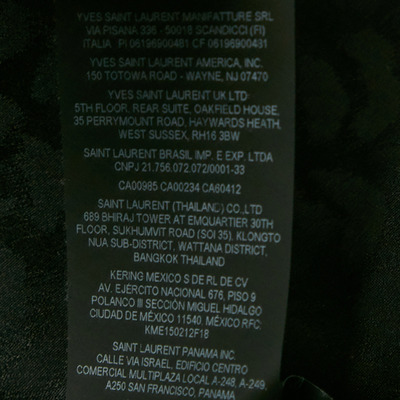 YVES SAINT LAURENT MANIFATTURE SRL
VIA PISANA 336 - 50018 SCANDICCI (FI)
ITALIA PI 06196900481 CF 06196900481
YVES SAINT LAURENT AMERICA, INC.
150 TOTOWA ROAD - WAYNE, NJ 07470
YVES SAINT LAURENT UK LTD
5TH FLOOR, REAR SUITE, OAKFIELD HOUSE,
35 PERRYMOUNT ROAD, HAYWARDS HEATH,
WEST SUSSEX, RH16 3BW
SAINT LAURENT BRASIL IMP. E EXP. LTDA
CNPJ 21.756.072.072/0001-33
CA00985 CA00234 CA60412
SAINT LAURENT (THAILAND) CO.,LTD
689 BHIRAJ TOWER AT EMQUARTIER 30TH
FLOOR, SUKHUMVIT ROAD (SOI 35), KLONGTO
NUA SUB-DISTRICT, WATTANA DISTRICT,
BANGKOK THAILAND
KERING MEXICO S DE RL DE CV
AV. EJÉRCITO NACIONAL 676, PISO 9
POLANCO III SECCIÓN MIGUEL HIDALGO
CIUDAD DE MÉXICO 11540, MÉXICO RFC:
KME150212F18
SAINT LAURENT PANAMA INC.
CALLE VIA ISRAEL, EDIFICIO CENTRO
COMERCIAL MULTIPLAZA LOCAL A-248, A-249,
A250 SAN FRANCISCO, PANAMA